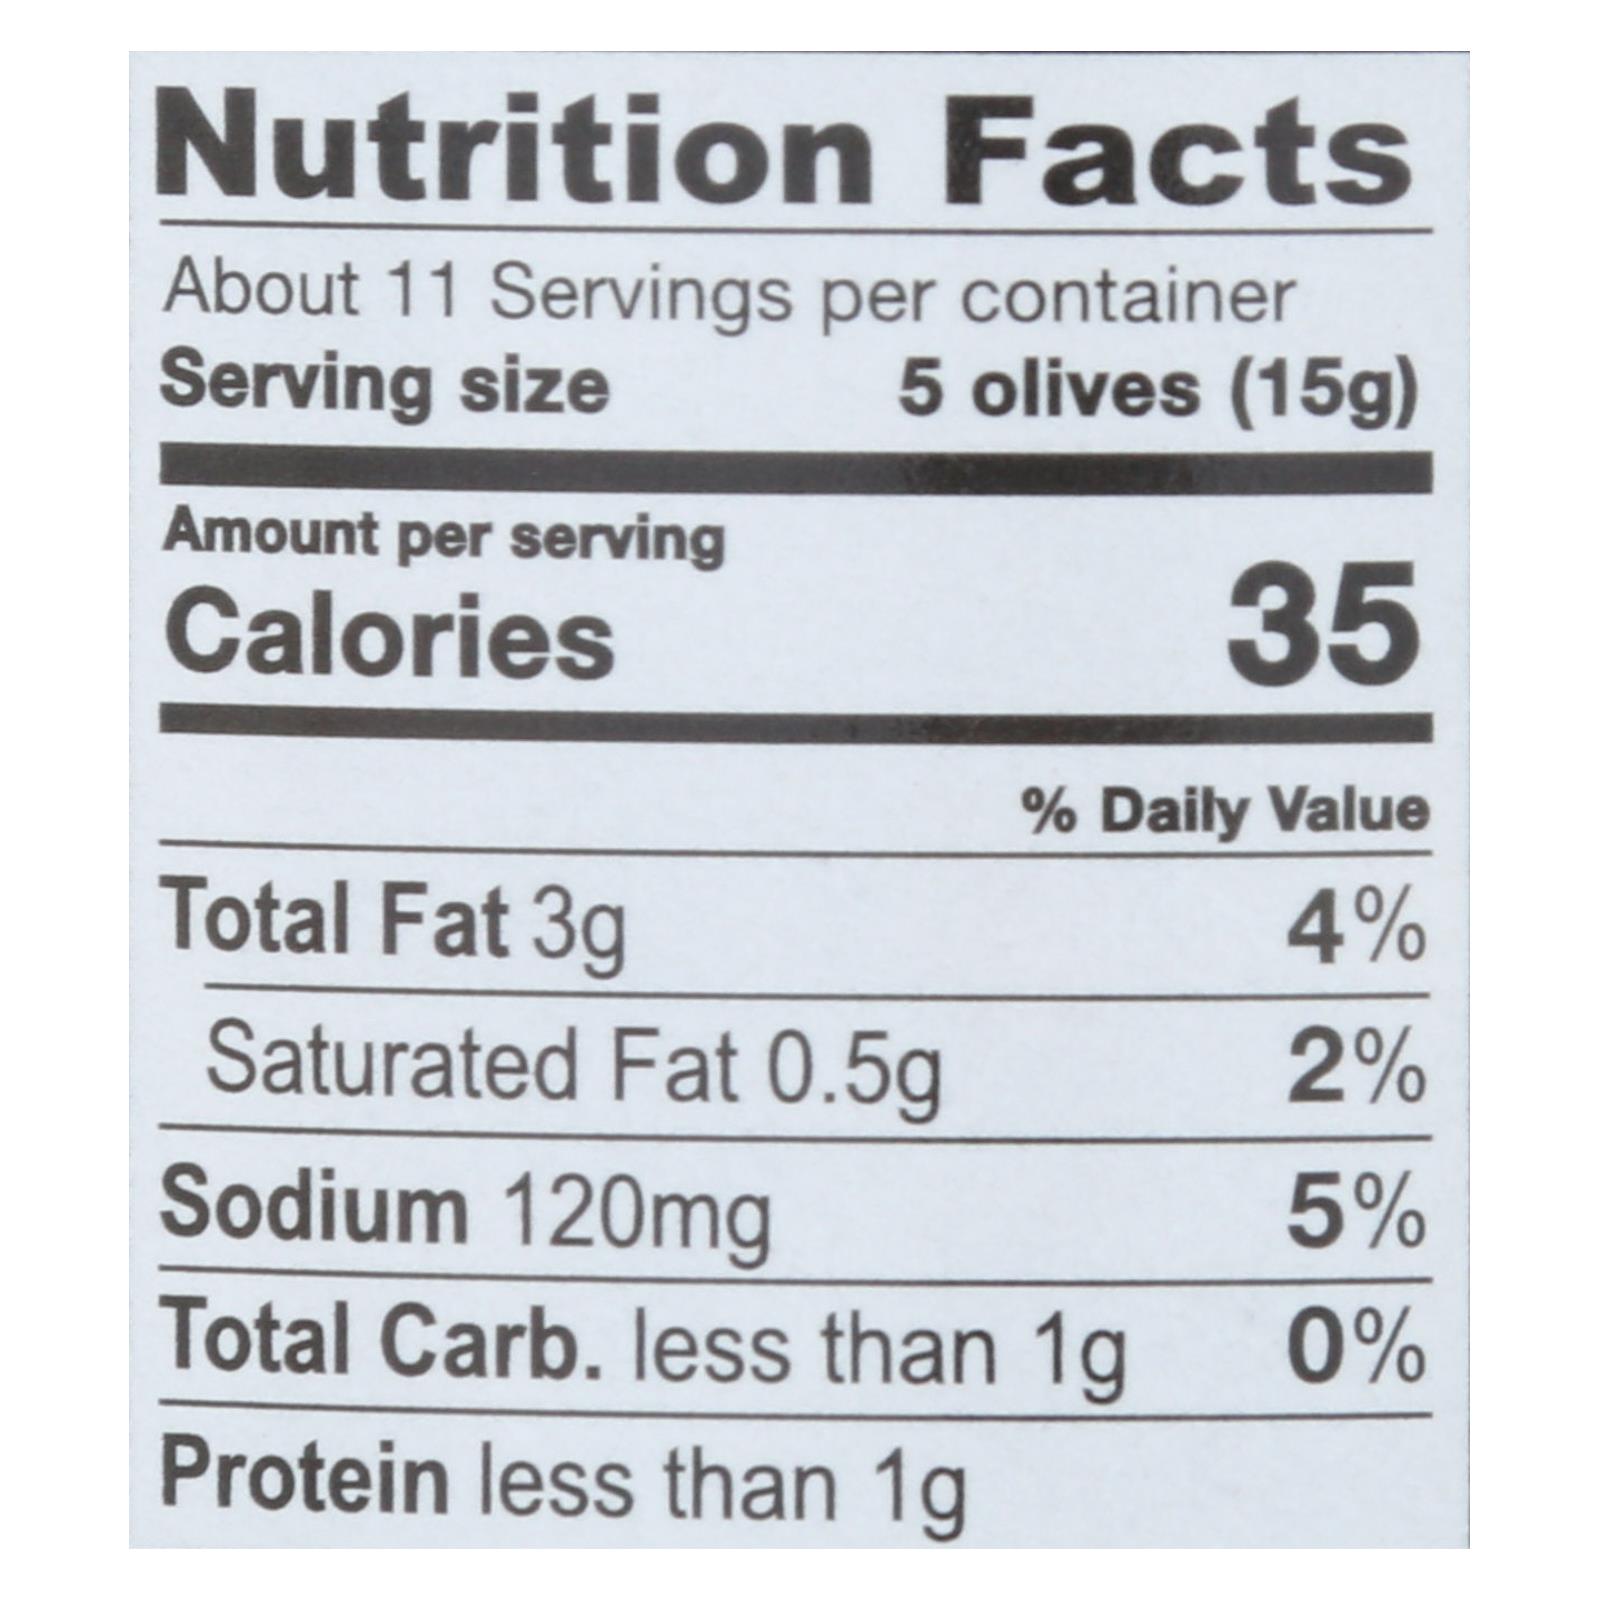 Nutrition Facts
About 11 Servings per container
Serving size 5 olives (15g)
Amount per serving
Calories 35
% Daily Value
Total Fat 3g 4%
Saturated Fat 0.5g 2%
Sodium 120mg 5%
Total Carb. less than 1g 0%
Protein less than 1g